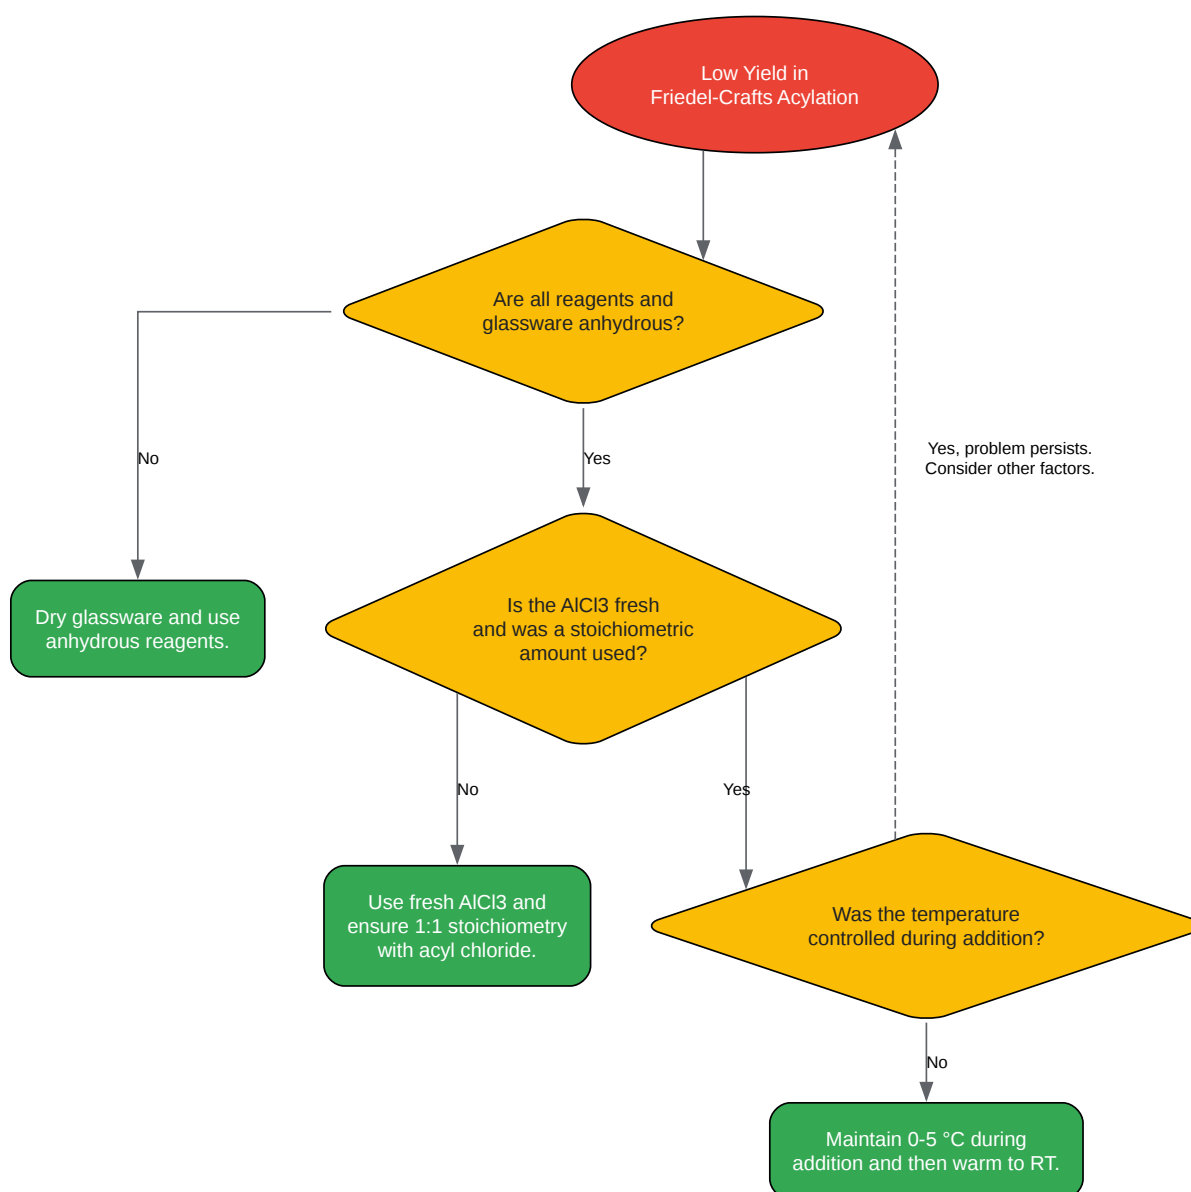 Low Yield in
Friedel-Crafts Acylation
Are all reagents and
glassware anhydrous?
No
Yes
Yes, problem persists.
Consider other factors.
Dry glassware and use
anhydrous reagents.
Is the AlCl3 fresh
and was a stoichiometric
amount used?
No
Yes
Use fresh AlCl3 and
ensure 1:1 stoichiometry
with acyl chloride.
Was the temperature
controlled during addition?
No
Maintain 0-5 °C during
addition and then warm to RT.